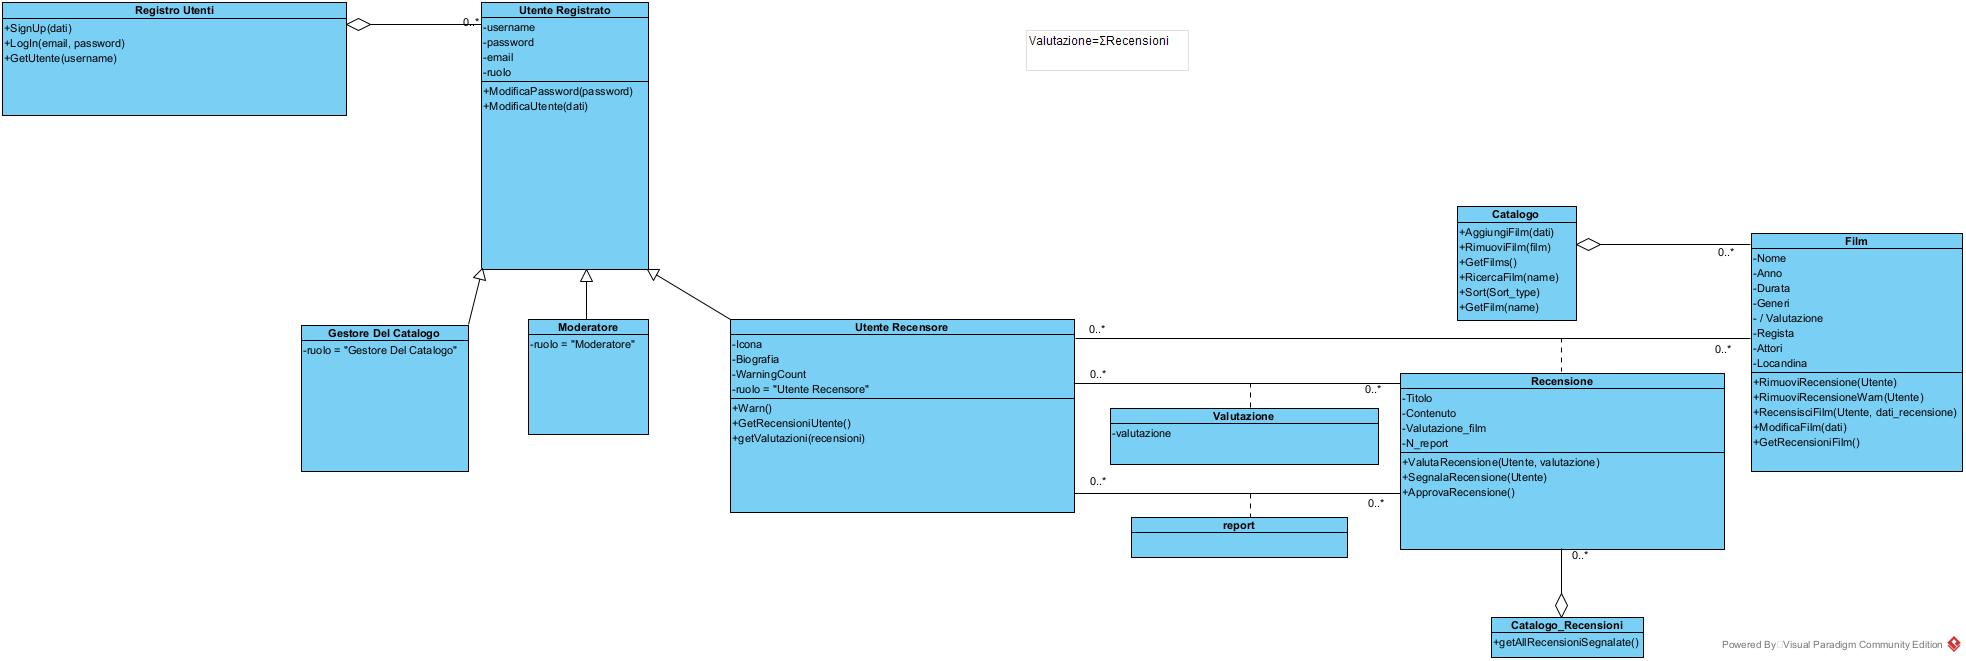 Registro Utenti
+SignUp(dati)
+LogIn(email, password)
+GetUtente(username)
0..*
Utente Registrato
-username
-password
-email
-ruolo
+ModificaPassword(password)
+ModificaUtente(dati)
Valutazione=ΣRecensioni
Gestore Del Catalogo
-ruolo = "Gestore Del Catalogo"
Moderatore
-ruolo = "Moderatore"
Utente Recensore
-Icona
-Biografia
-WarningCount
-ruolo = "Utente Recensore"
+Warn()
+GetRecensioniUtente()
+getValutazioni(recensioni)
Catalogo
+AggiungiFilm(dati)
+RimuoviFilm(film)
+GetFilms()
+RicercaFilm(name)
+Sort(Sort_type)
+GetFilm(name)
0..*
Film
-Nome
-Anno
-Durata
-Generi
- / Valutazione
-Regista
-Attori
-Locandina
+RimuoviRecensione(Utente)
+RimuoviRecensioneWarn(Utente)
+RecensisciFilm(Utente, dati_recensione)
+ModificaFilm(dati)
+GetRecensioniFilm()
0..*
0..*
0..*
0..*
Valutazione
-valutazione
0..*
0..*
report
Recensione
-Titolo
-Contenuto
-Valutazione_film
-N_report
+ValutaRecensione(Utente, valutazione)
+SegnalaRecensione(Utente)
+ApprovaRecensione()
0..*
Catalogo_Recensioni
+getAllRecensioniSegnalate()
Powered By Visual Paradigm Community Edition